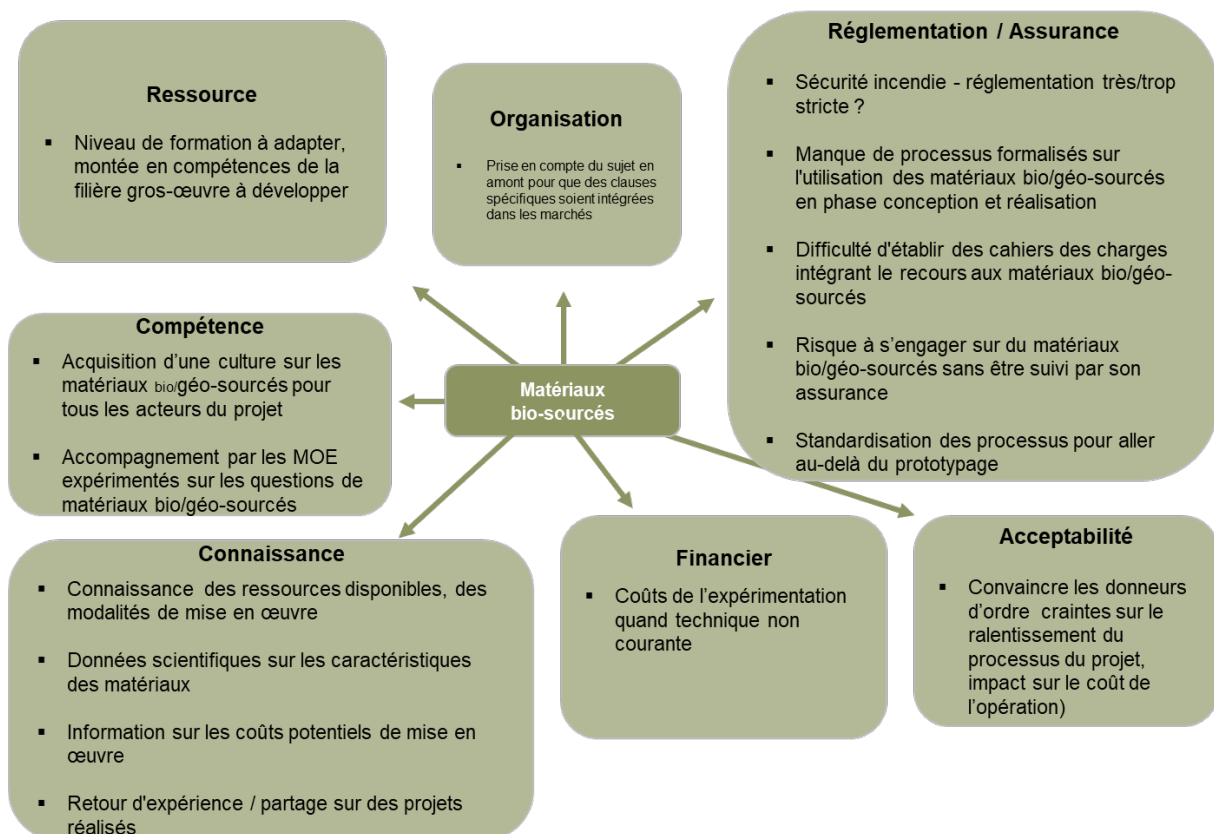 Ressource
▪ Niveau de formation à adapter,
montée en compétences de la
filière gros-œuvre à développer
Organisation
▪ Prise en compte du sujet en
amont pour que des clauses
spécifiques soient intégrées
dans les marchés
Réglementation / Assurance
▪ Sécurité incendie - réglementation très/trop
stricte ?
▪ Manque de processus formalisés sur
l'utilisation des matériaux bio/géo-sourcés
en phase conception et réalisation
▪ Difficulté d'établir des cahiers des charges
intégrant le recours aux matériaux bio/géo-
sourcés
▪ Risque à s’engager sur du matériaux
bio/géo-sourcés sans être suivi par son
assurance
▪ Standardisation des processus pour aller
au-delà du prototypage
Compétence
▪ Acquisition d’une culture sur les
matériaux bio/géo-sourcés pour
tous les acteurs du projet
▪ Accompagnement par les MOE
expérimentés sur les questions de
matériaux bio/géo-sourcés
Matériaux
bio-sourcés
Connaissance
▪ Connaissance des ressources disponibles, des
modalités de mise en œuvre
▪ Données scientifiques sur les caractéristiques
des matériaux
▪ Information sur les coûts potentiels de mise en
œuvre
▪ Retour d'expérience / partage sur des projets
réalisés
Financier
▪ Coûts de l’expérimentation
quand technique non
courante
Acceptabilité
▪ Convaincre les donneurs
d’ordre craintes sur le
ralentissement du
processus du projet,
impact sur le coût de
l’opération)